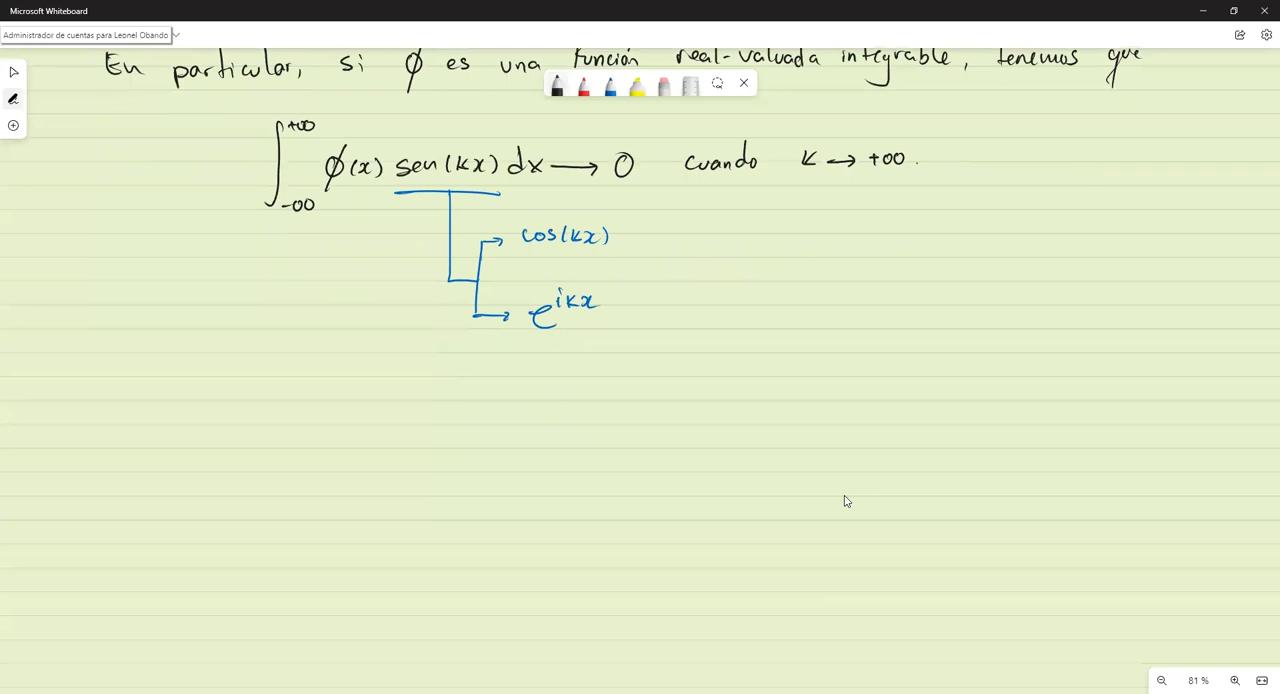 Microsoft Whiteboard
Administrador de cuentas para Leonel Obando
En particular, si ϕ es una función real-valuada integrable, tenemos que
∫_{-∞}^{+∞} ϕ(x) sen(kx) dx ⟶ 0 cuando k → +∞.
cos(kx)
e^{ikx}
81 %